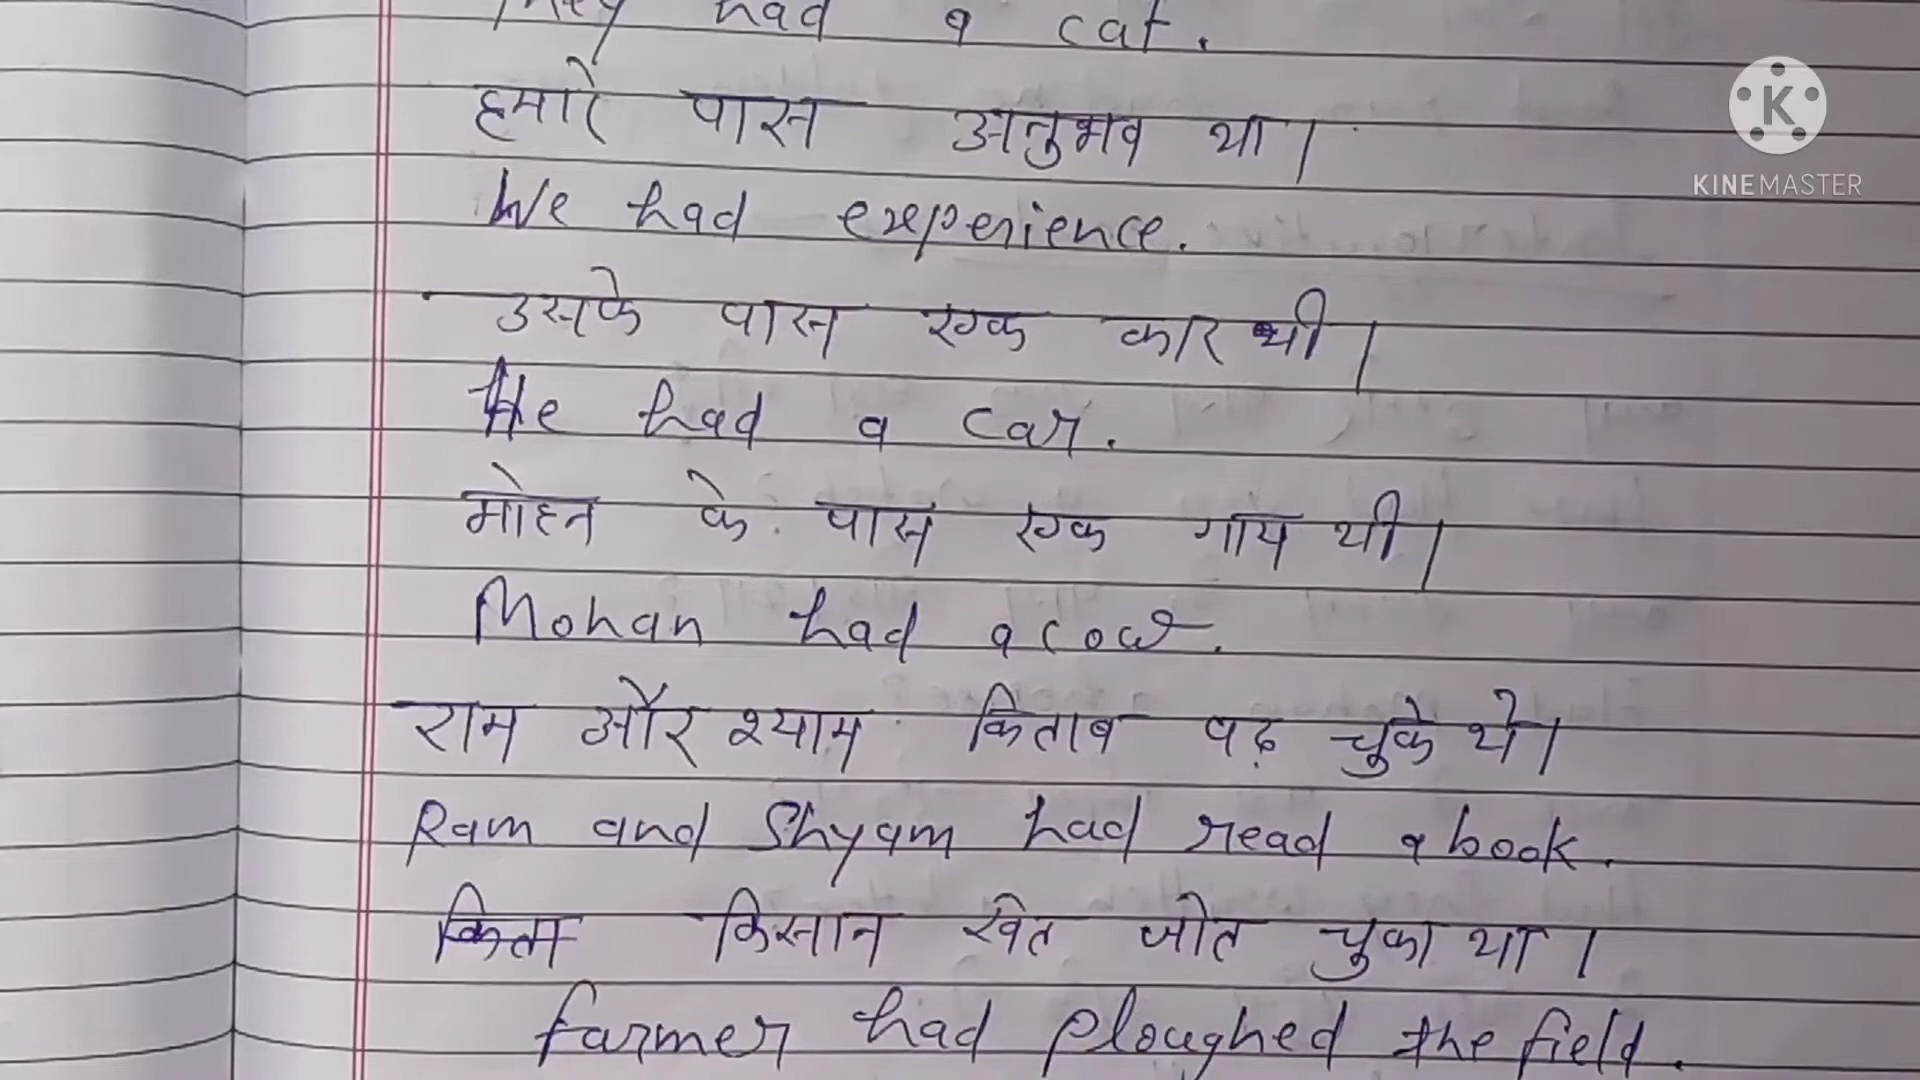 They had a cat.
हमारे पास अनुभव था।
We had experience.
उसके पास एक कार थी।
He had a car.
मोहन के पास एक गाय थी।
Mohan had a cow.
राम और श्याम किताब पढ़ चुके थे।
Ram and Shyam had read a book.
किसान खेत जोत चुका था।
farmer had ploughed the field.
K
KINEMASTER